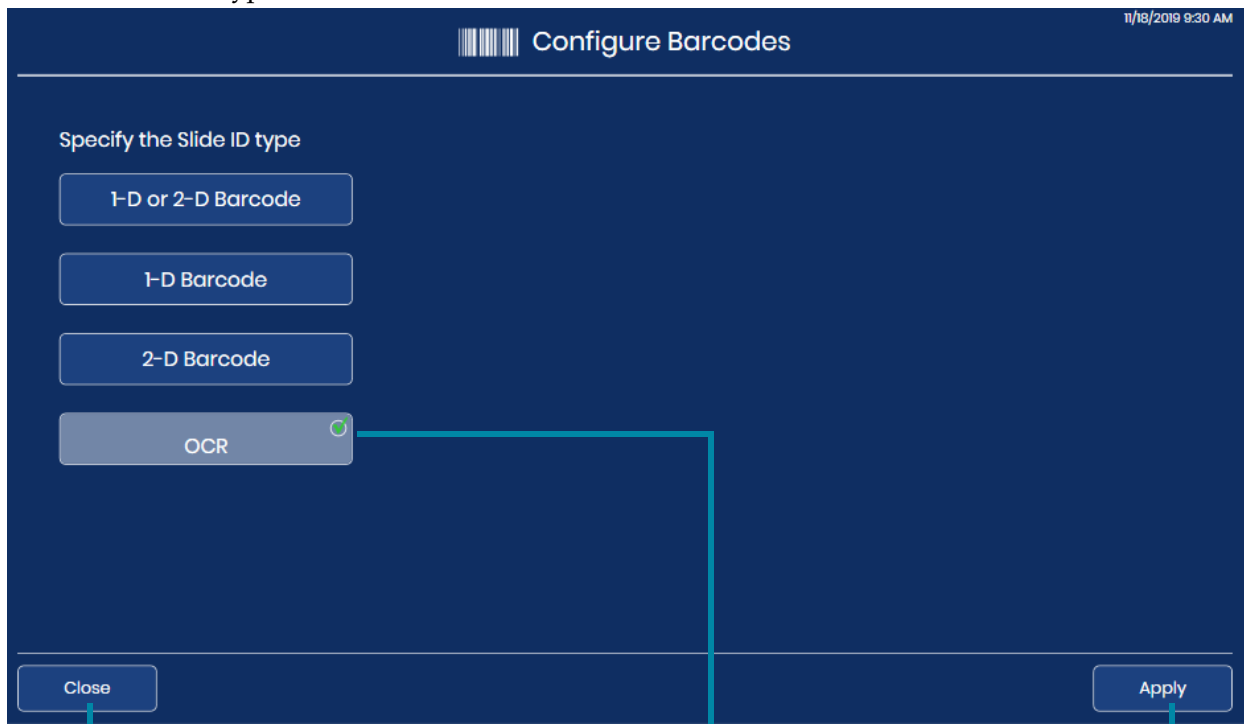 11/18/2019 9:30 AM
Configure Barcodes
Specify the Slide ID type
1-D or 2-D Barcode
1-D Barcode
2-D Barcode
OCR
Close
Apply